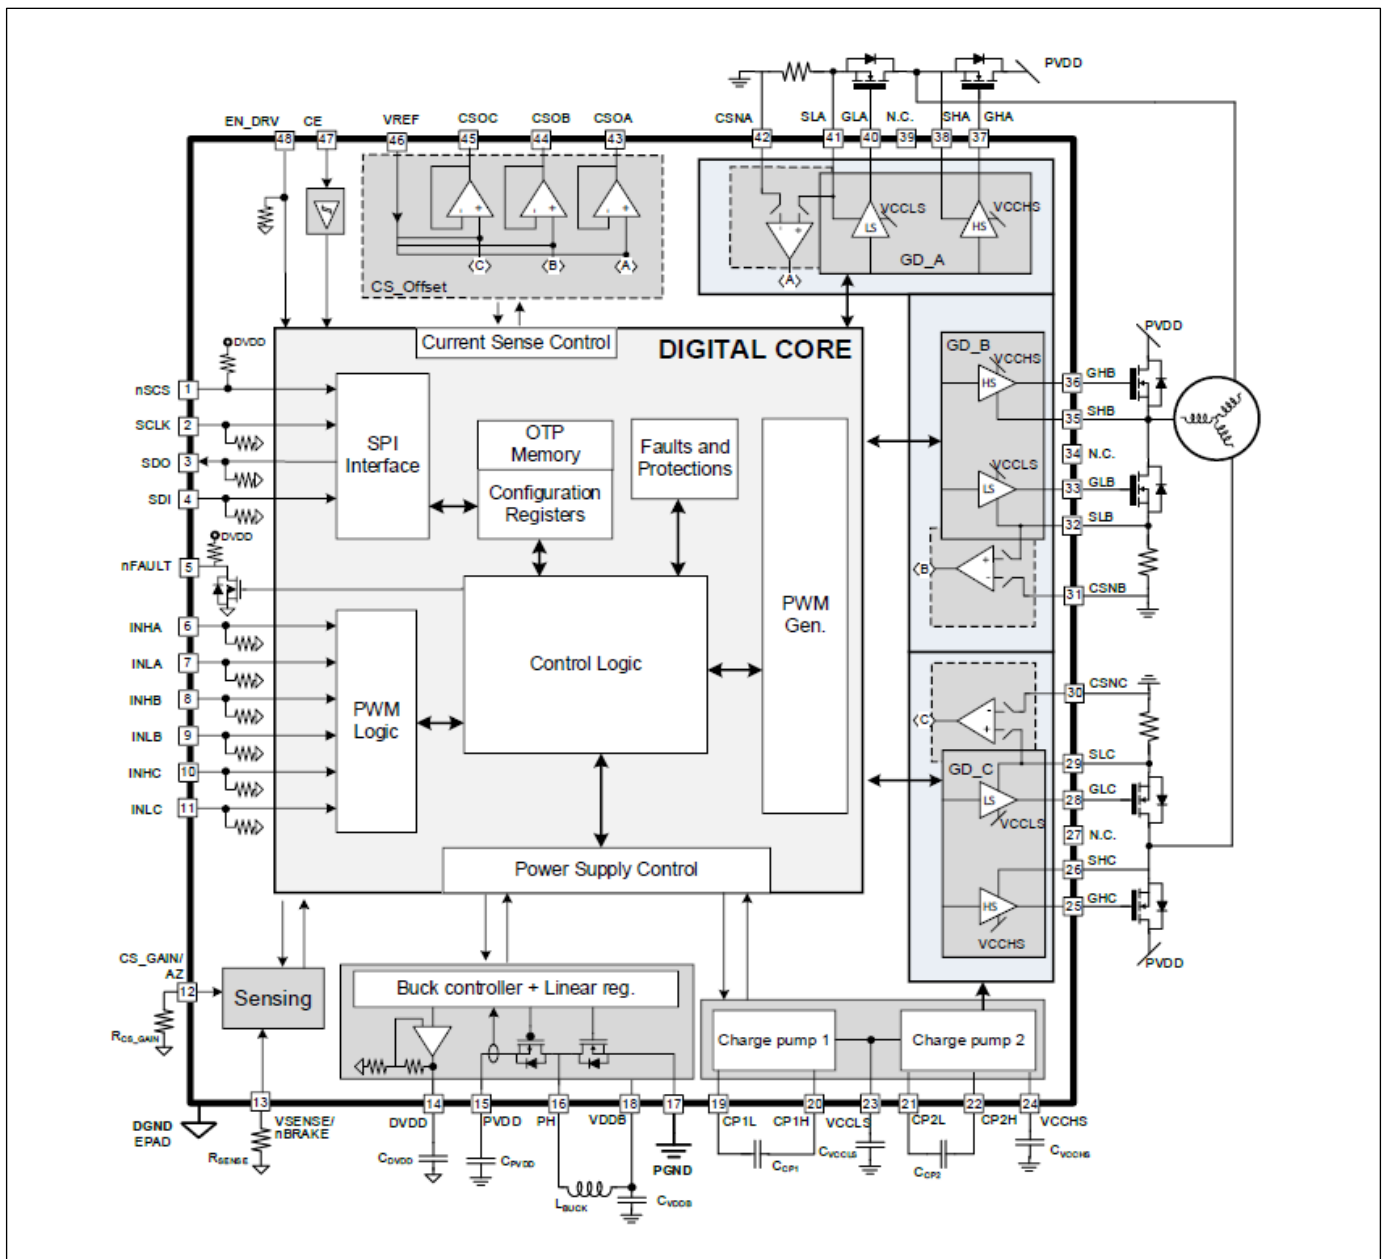 PVDD
EN_DRV CE VREF CSOC CSOB CSOA CSNA SLA GLA N.C. SHA GHA
48 47 46 45 44 43 42 41 40 39 38 37
VCCLS VCCHS
LS HS
GD_A
⟨C⟩ ⟨B⟩ ⟨A⟩ ⟨A⟩
CS_Offset
Current Sense Control
DIGITAL CORE
DVDD
nSCS 1
SCLK 2
SDO 3
SDI 4
SPI
Interface
OTP
Memory
Configuration
Registers
Faults and
Protections
DVDD
nFAULT 5
INHA 6
INLA 7
INHB 8
INLB 9
INHC 10
INLC 11
PWM
Logic
Control Logic
PWM
Gen.
Power Supply Control
PVDD
GD_B
VCCHS
HS
36 GHB
35 SHB
34 N.C.
VCCLS
LS
33 GLB
32 SLB
⟨B⟩
31 CSNB
30 CSNC
⟨C⟩
29 SLC
GD_C
LS
28 GLC
VCCLS
27 N.C.
26 SHC
HS
25 GHC
VCCHS
PVDD
CS_GAIN/
AZ
12
Sensing
RCS_GAIN
Buck controller + Linear reg.
Charge pump 1
Charge pump 2
13 14 15 16 18 17 19 20 23 21 22 24
DGND
EPAD
VSENSE/
nBRAKE
DVDD PVDD PH VDDB CP1L CP1H VCCLS CP2L CP2H VCCHS
RSENSE
CDVDD
CPVDD
PGND
LBUCK
CVDDB
CCP1
CVCCLS
CCP2
CVCCHS